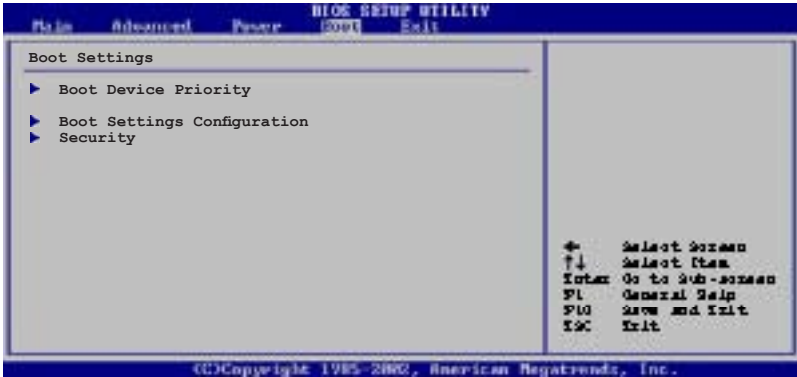 BIOS SETUP UTILITY
Main Advanced Power Boot Exit
Boot Settings
Boot Device Priority
Boot Settings Configuration
Security
← Select Screen
↑↓ Select Item
Enter Go to Sub-screen
F1 General Help
F10 Save and Exit
ESC Exit
(C)Copyright 1985-2002, American Megatrends, Inc.